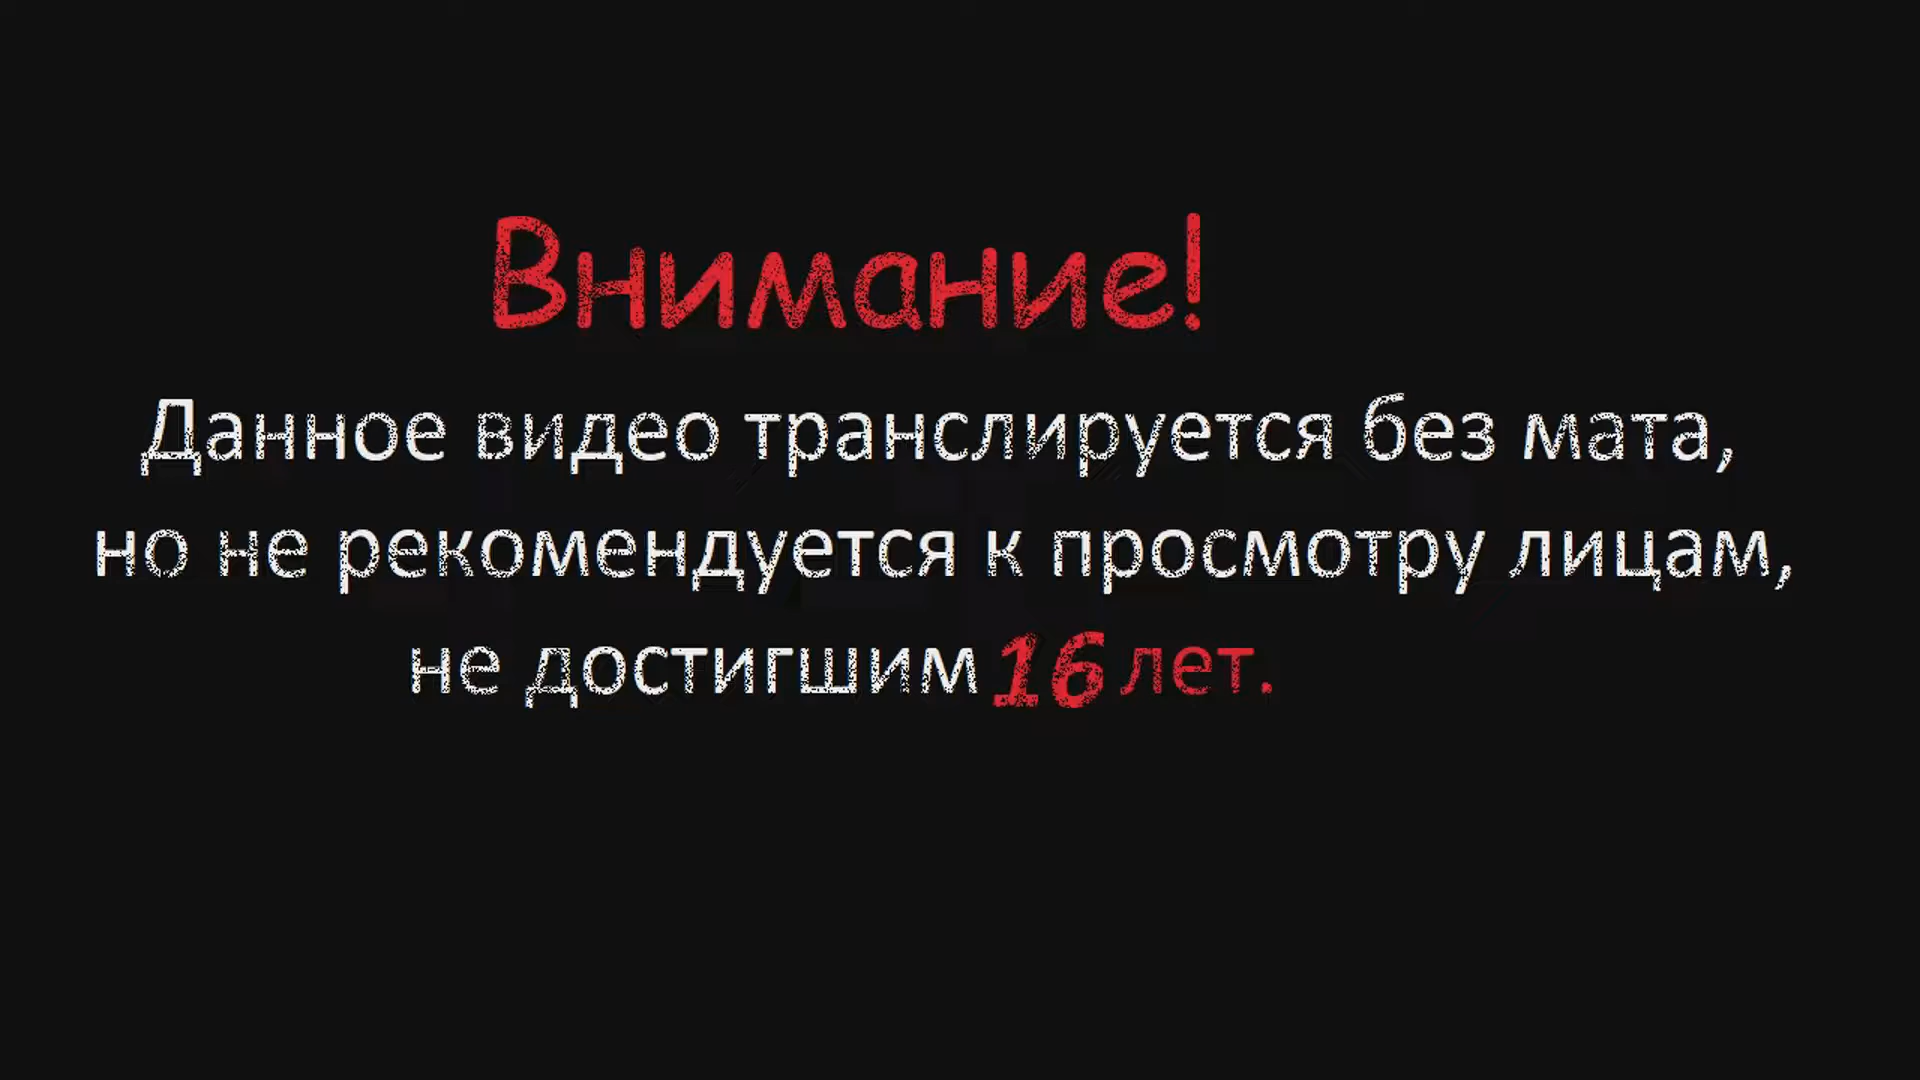 Внимание!
Данное видео транслируется без мата,
но не рекомендуется к просмотру лицам,
не достигшим 16 лет.